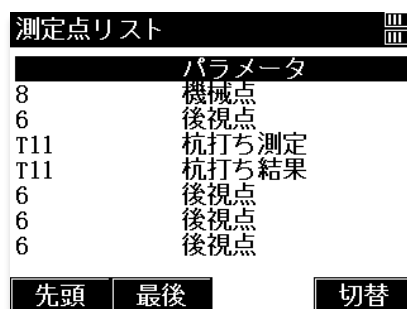 測定点リスト
パラメータ
8 機械点
6 後視点
T11 杭打ち測定
T11 杭打ち結果
6 後視点
6 後視点
6 後視点
先頭 最後 切替